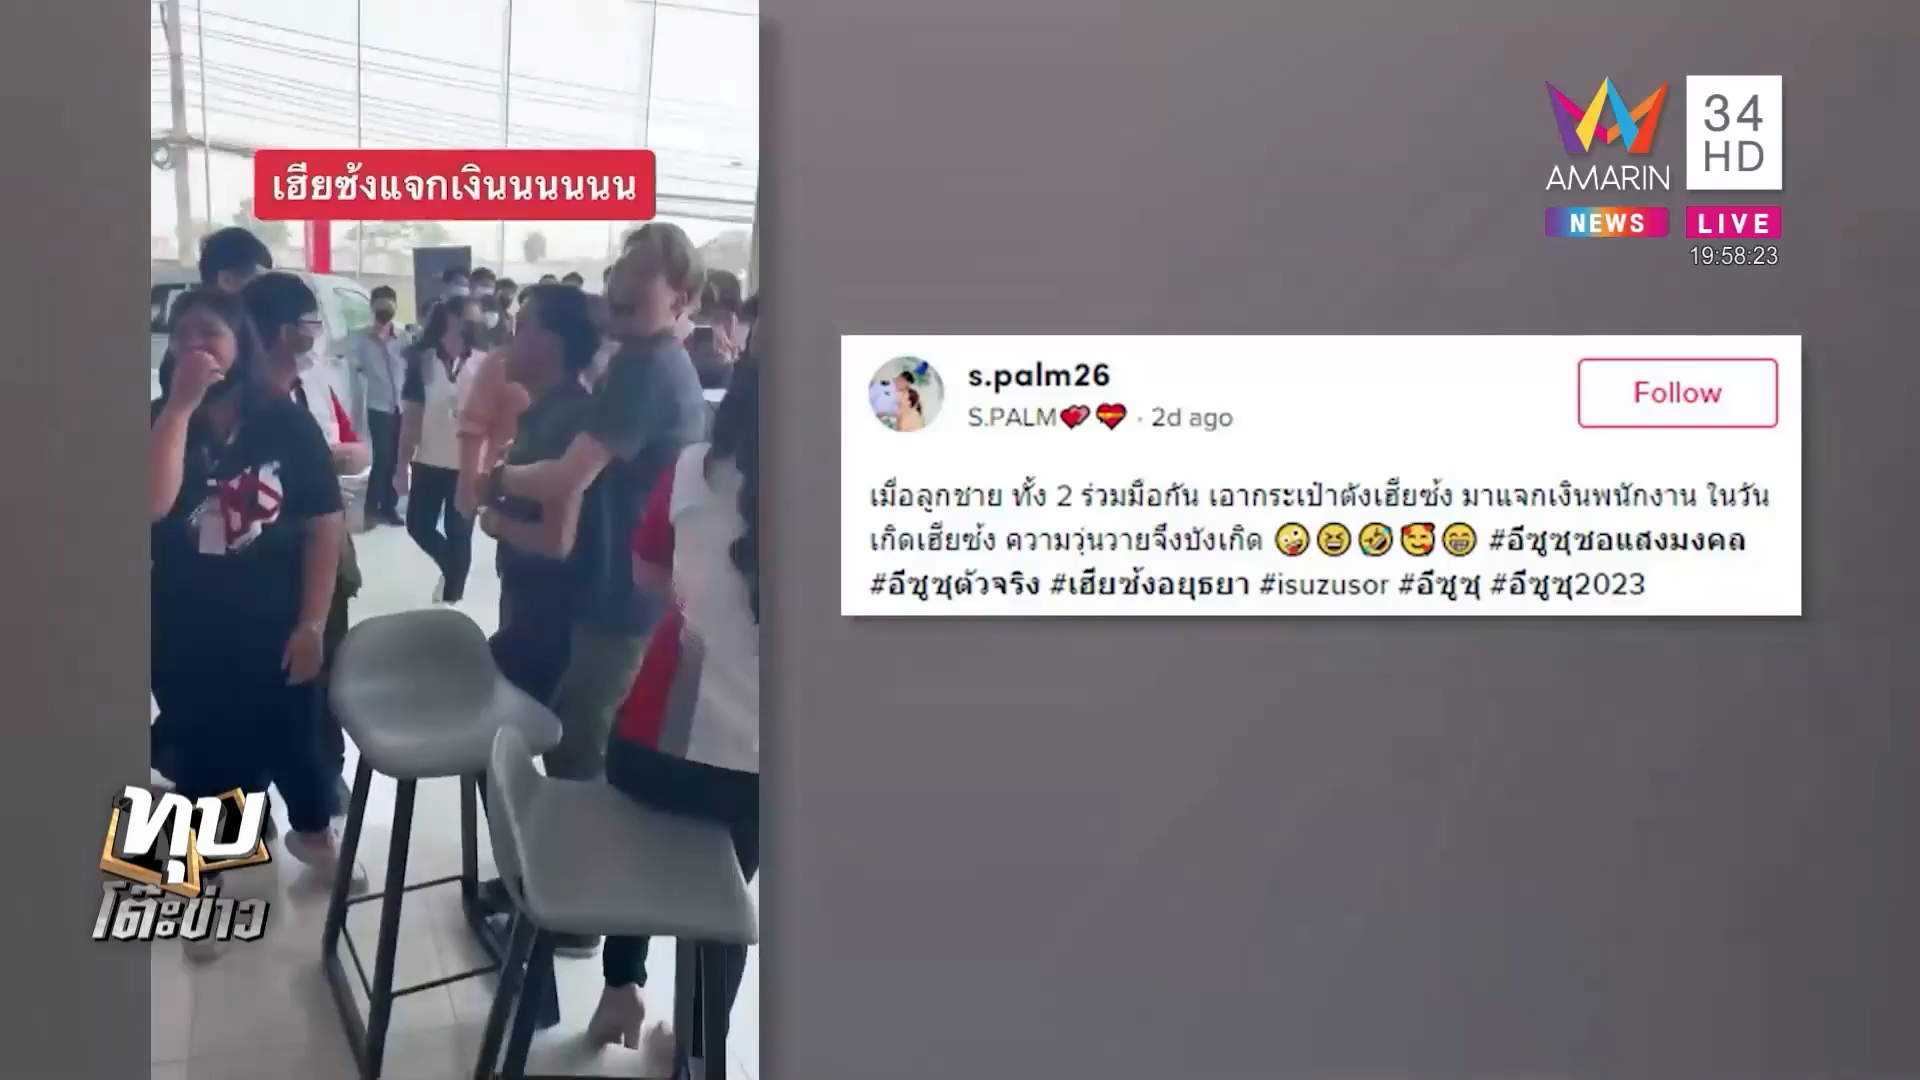 เฮียซ้งแจกเงินนนนนน
AMARIN
34
HD
NEWS
LIVE
19:58:23
s.palm26
Follow
S.PALM💕❤️ · 2d ago
เมื่อลูกชาย ทั้ง 2 ร่วมมือกัน เอากระเป๋าตังเฮียซ้ง มาแจกเงินพนักงาน ในวัน
เกิดเฮียซ้ง ความวุ่นวายจึงบังเกิด 🤪😆🤣🥰😁 #อีซูซุซอแสงมงคล
#อีซูซุตัวจริง #เฮียซ้งอยุธยา #isuzusor #อีซูซุ #อีซูซุ2023
ทุบ
โต๊ะข่าว